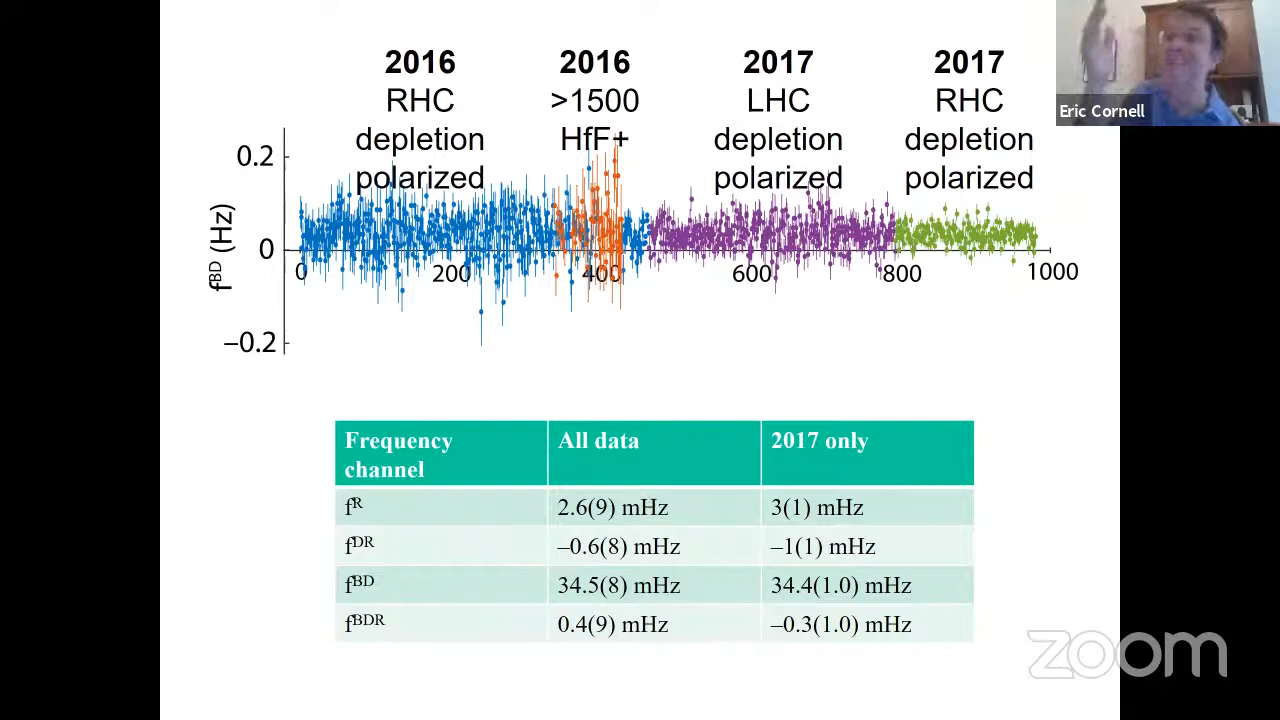 2016
RHC
depletion
polarized
2016
>1500
HfF+
2017
LHC
depletion
polarized
2017
RHC
depletion
polarized
Eric Cornell
0.2
0
−0.2
f^BD (Hz)
0 200 400 600 800 1000
Frequency channel All data 2017 only
f^R 2.6(9) mHz 3(1) mHz
f^DR –0.6(8) mHz –1(1) mHz
f^BD 34.5(8) mHz 34.4(1.0) mHz
f^BDR 0.4(9) mHz –0.3(1.0) mHz
zoom